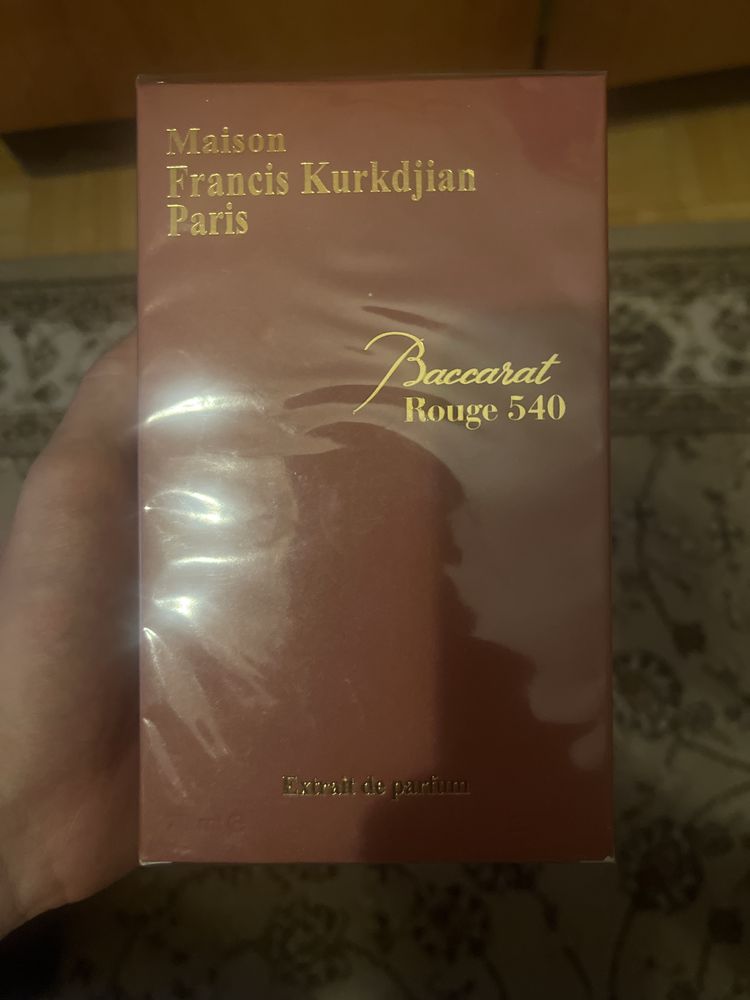 Maison
Francis Kurkdjian
Paris
Baccarat
Rouge 540
Extrait de parfum